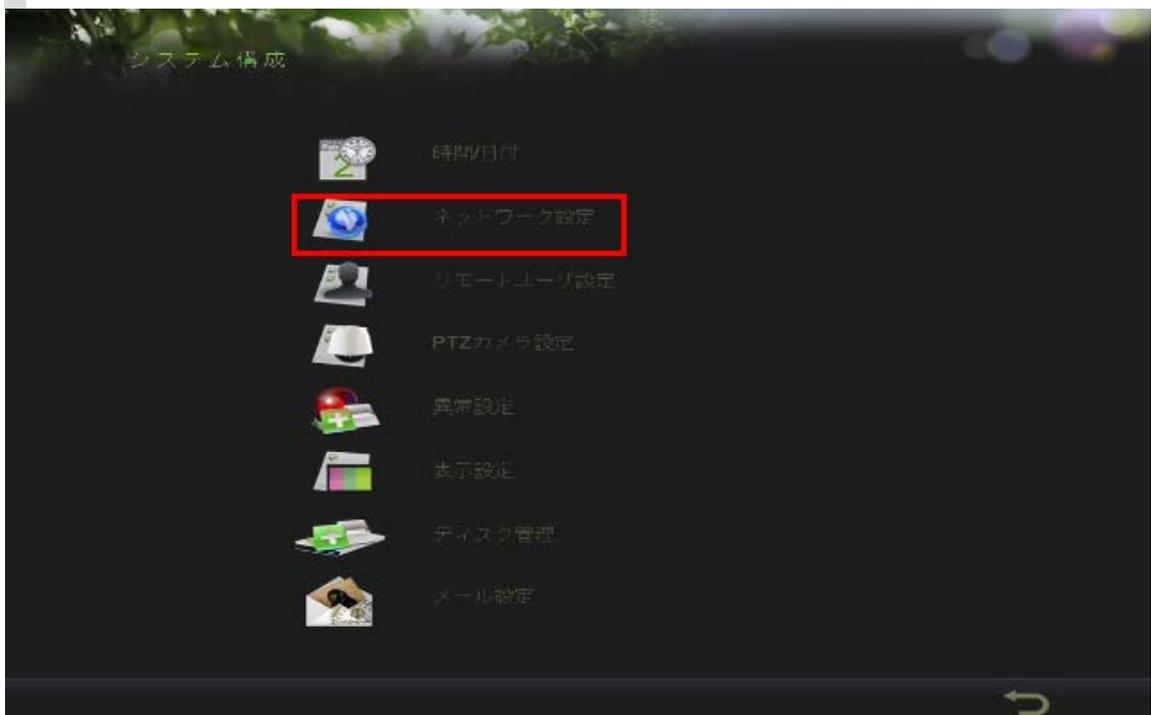 システム構成
時間/日付
ネットワーク設定
リモートユーザ設定
PTZカメラ設定
異常設定
表示設定
ディスク管理
メール設定